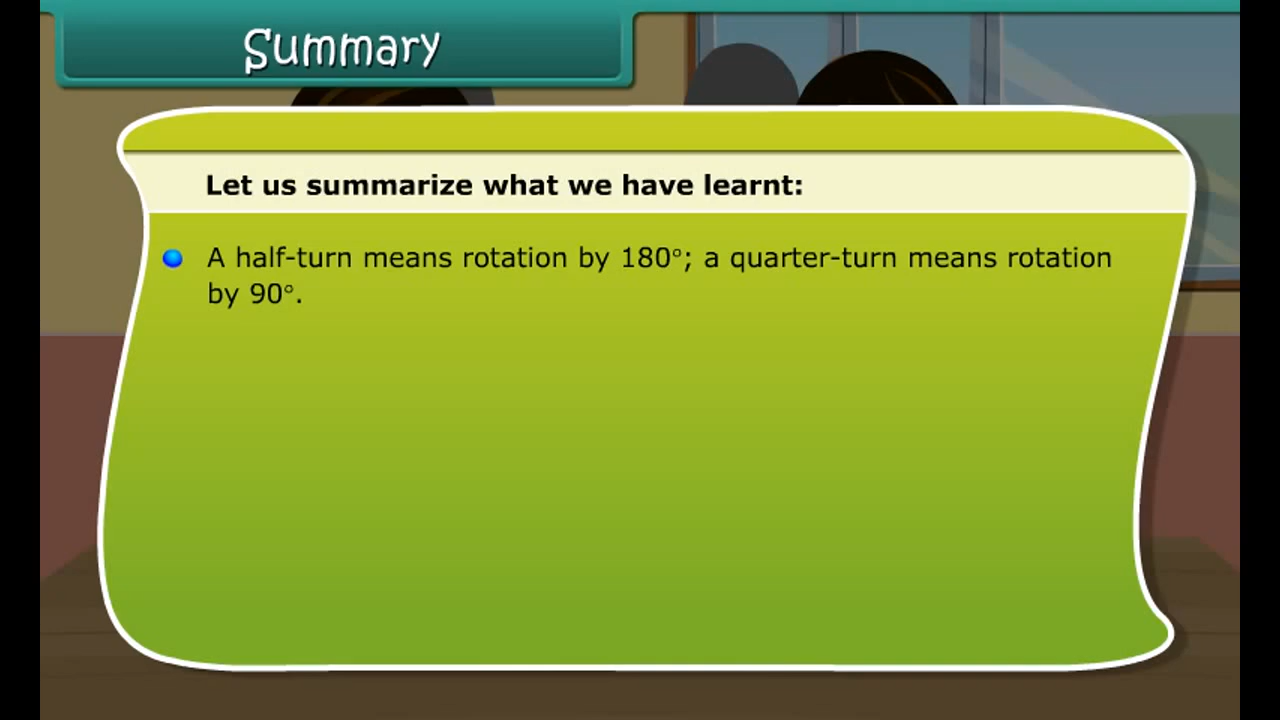 Summary
Let us summarize what we have learnt:
A half-turn means rotation by 180°; a quarter-turn means rotation
by 90°.